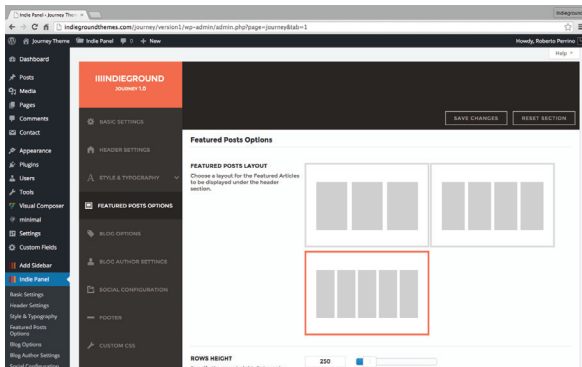 Indie Panel ‹ Journey Ther
Indiegroun
indiegroundthemes.com/journey/version1/wp-admin/admin.php?page=journey&tab=1
Journey Theme
Indie Panel
0
+ New
Howdy, Roberto Perrino
Help
Dashboard
Posts
Media
Pages
Comments
Contact
Appearance
Plugins
Users
Tools
Visual Composer
minimal
Settings
Custom Fields
Add Sidebar
Indie Panel
Basic Settings
Header Settings
Style & Typography
Featured Posts
Options
Blog Options
Blog Author Settings
Social Configuration
INDIEGROUND
JOURNEY 1.0
BASIC SETTINGS
HEADER SETTINGS
STYLE & TYPOGRAPHY
FEATURED POSTS OPTIONS
BLOG OPTIONS
BLOG AUTHOR SETTINGS
SOCIAL CONFIGURATION
FOOTER
CUSTOM CSS
SAVE CHANGES
RESET SECTION
Featured Posts Options
FEATURED POSTS LAYOUT
Choose a layout for the Featured Articles
to be displayed under the header
section.
ROWS HEIGHT
250